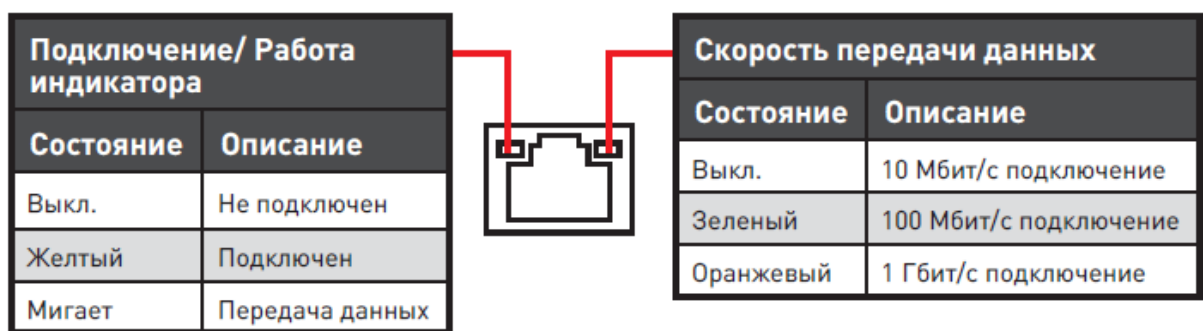 Подключение/ Работа
индикатора
Состояние Описание
Выкл. Не подключен
Желтый Подключен
Мигает Передача данных
Скорость передачи данных
Состояние Описание
Выкл. 10 Мбит/с подключение
Зеленый 100 Мбит/с подключение
Оранжевый 1 Гбит/с подключение